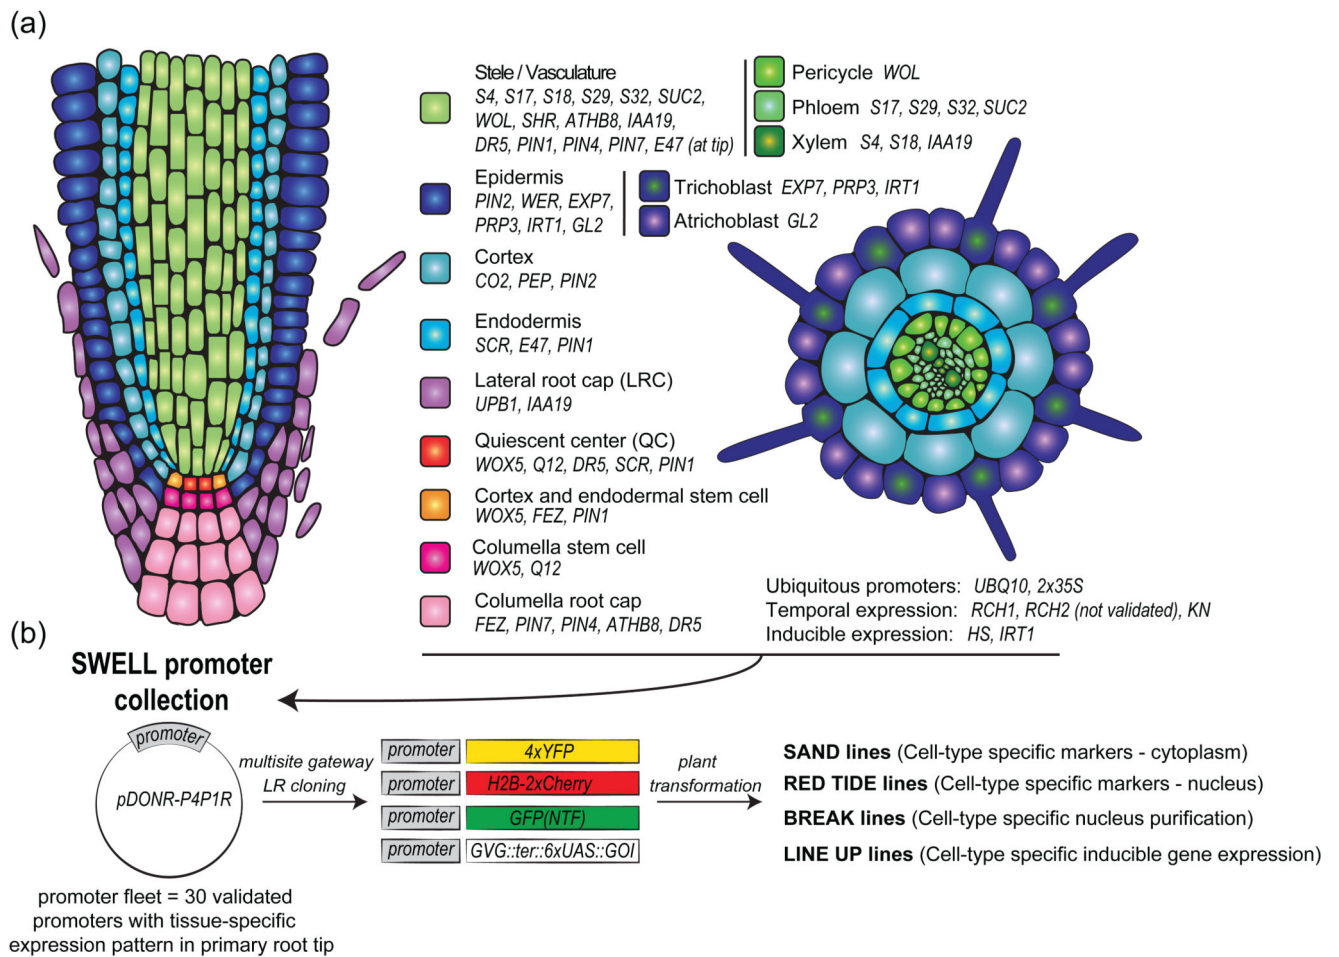 (a)
Stele / Vasculature
S4, S17, S18, S29, S32, SUC2,
WOL, SHR, ATHB8, IAA19,
DR5, PIN1, PIN4, PIN7, E47 (at tip)
Pericycle WOL
Phloem S17, S29, S32, SUC2
Xylem S4, S18, IAA19
Epidermis
PIN2, WER, EXP7,
PRP3, IRT1, GL2
Trichoblast EXP7, PRP3, IRT1
Atrichoblast GL2
Cortex
CO2, PEP, PIN2
Endodermis
SCR, E47, PIN1
Lateral root cap (LRC)
UPB1, IAA19
Quiescent center (QC)
WOX5, Q12, DR5, SCR, PIN1
Cortex and endodermal stem cell
WOX5, FEZ, PIN1
Columella stem cell
WOX5, Q12
Columella root cap
FEZ, PIN7, PIN4, ATHB8, DR5
Ubiquitous promoters: UBQ10, 2x35S
Temporal expression: RCH1, RCH2 (not validated), KN
Inducible expression: HS, IRT1
(b)
SWELL promoter
collection
promoter
pDONR-P4P1R
promoter fleet = 30 validated
promoters with tissue-specific
expression pattern in primary root tip
multisite gateway
LR cloning
promoter 4xYFP
promoter H2B-2xCherry
promoter GFP(NTF)
promoter GVG::ter::6xUAS::GOI
plant
transformation
SAND lines (Cell-type specific markers - cytoplasm)
RED TIDE lines (Cell-type specific markers - nucleus)
BREAK lines (Cell-type specific nucleus purification)
LINE UP lines (Cell-type specific inducible gene expression)